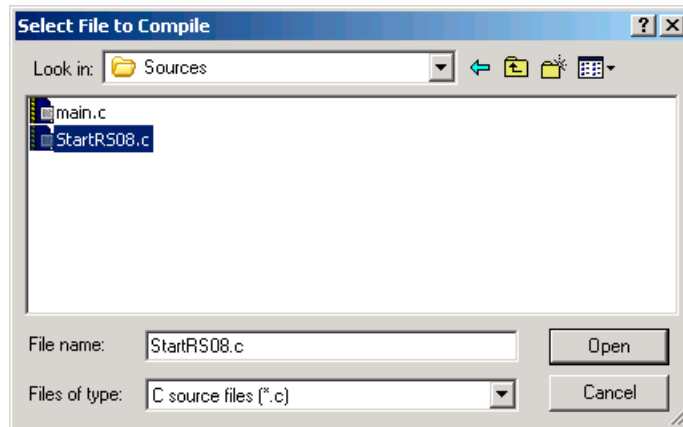 Select File to Compile
Look in: Sources
main.c
StartRS08.c
File name: StartRS08.c Open
Files of type: C source files (*.c) Cancel